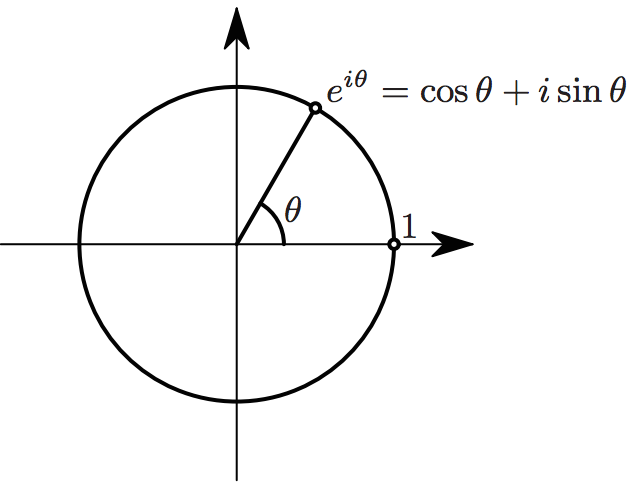 e^{iθ} = cos θ + i sin θ
θ
1